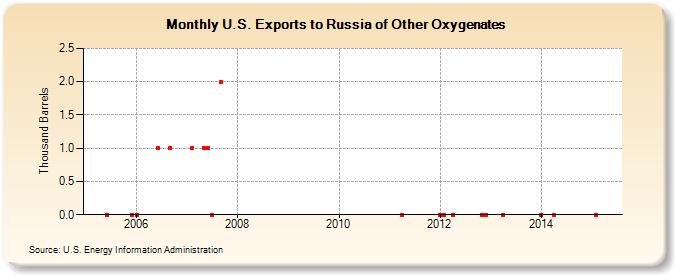 Monthly U.S. Exports to Russia of Other Oxygenates
Thousand Barrels
2.5
2.0
1.5
1.0
0.5
0.0
2006 2008 2010 2012 2014
Source: U.S. Energy Information Administration